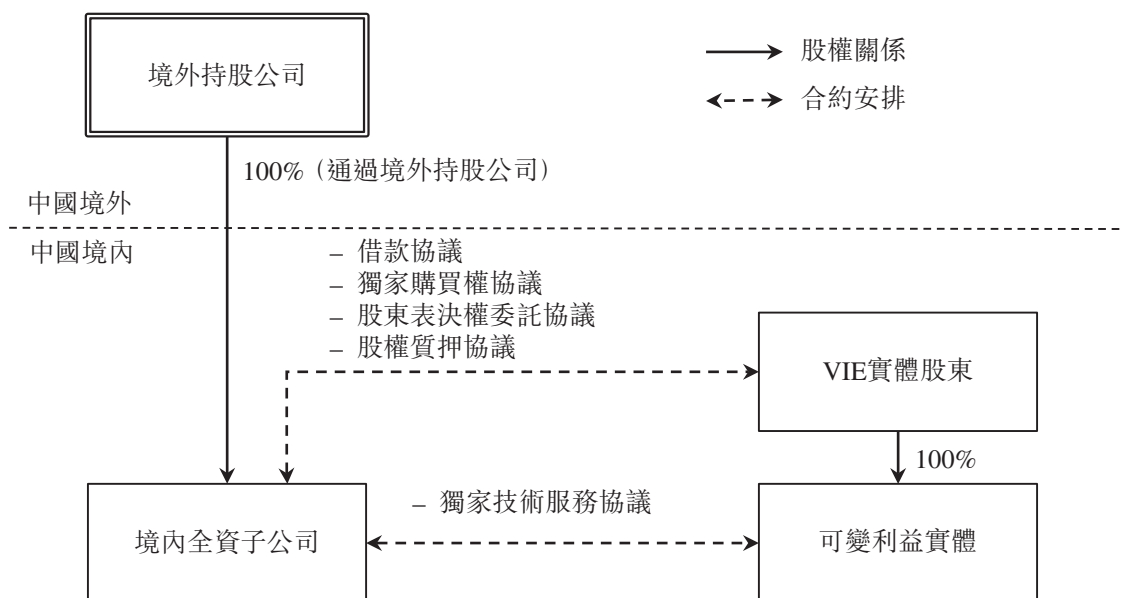 境外持股公司
股權關係
合約安排
100%（通過境外持股公司）
中國境外
中國境內
– 借款協議
– 獨家購買權協議
– 股東表決權委託協議
– 股權質押協議
VIE實體股東
100%
– 獨家技術服務協議
境內全資子公司
可變利益實體